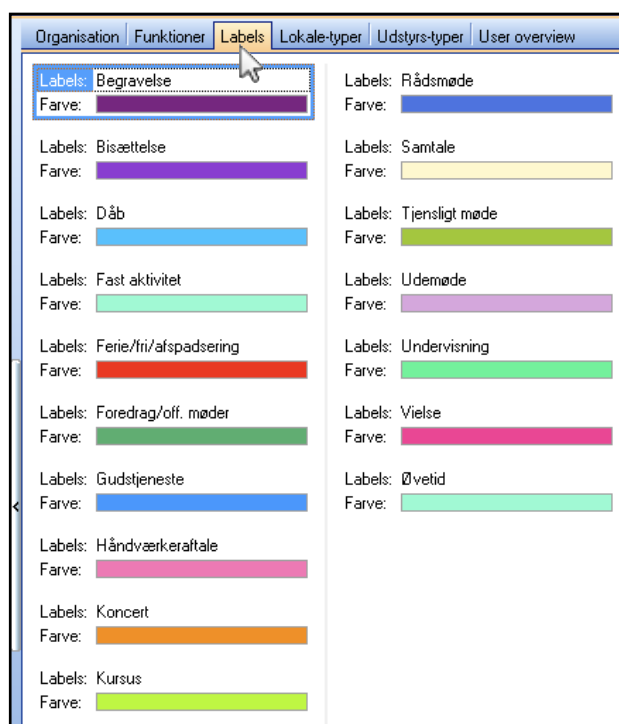 Organisation Funktioner Labels Lokale-typer Udstyrs-typer User overview
Labels: Begravelse
Farve:
Labels: Bisættelse
Farve:
Labels: Dåb
Farve:
Labels: Fast aktivitet
Farve:
Labels: Ferie/fri/afspadsering
Farve:
Labels: Foredrag/off. møder
Farve:
Labels: Gudstjeneste
Farve:
Labels: Håndværkeraftale
Farve:
Labels: Koncert
Farve:
Labels: Kursus
Farve:
Labels: Rådsmøde
Farve:
Labels: Samtale
Farve:
Labels: Tjensligt møde
Farve:
Labels: Udemøde
Farve:
Labels: Undervisning
Farve:
Labels: Vielse
Farve:
Labels: Øvetid
Farve: